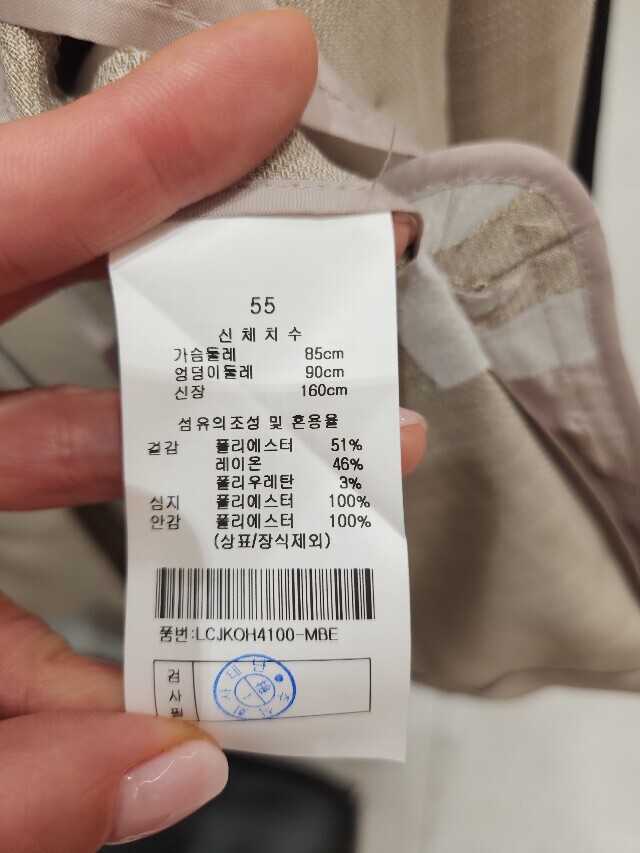 55
신체치수
가슴둘레 85cm
엉덩이둘레 90cm
신장 160cm
섬유의조성 및 혼용율
겉감 폴리에스터 51%
레이온 46%
폴리우레탄 3%
심지 폴리에스터 100%
안감 폴리에스터 100%
(상표/장식제외)
품번:LCJKOH4100-MBE
검
사
필